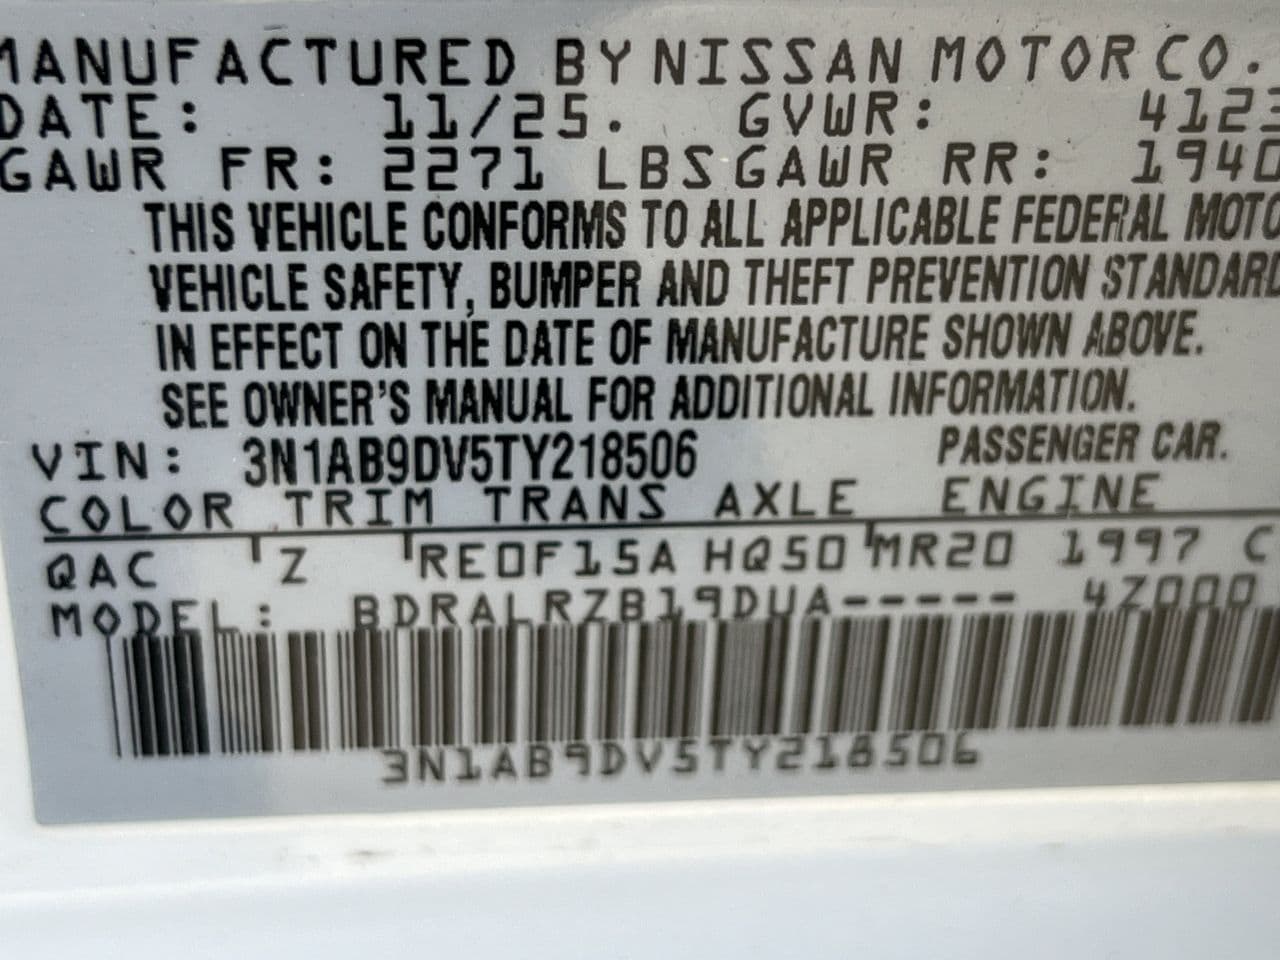 MANUFACTURED BY NISSAN MOTOR CO.
DATE: 11/25. GVWR: 4123
GAWR FR: 2271 LBS GAWR RR: 1940
THIS VEHICLE CONFORMS TO ALL APPLICABLE FEDERAL MOTO
VEHICLE SAFETY, BUMPER AND THEFT PREVENTION STANDARD
IN EFFECT ON THE DATE OF MANUFACTURE SHOWN ABOVE.
SEE OWNER'S MANUAL FOR ADDITIONAL INFORMATION.
VIN: 3N1AB9DV5TY218506 PASSENGER CAR.
COLOR TRIM TRANS AXLE ENGINE
QAC Z RE0F15A HQ50 MR20 1997 C
MODEL: BDRALRZB19DUA----- 4Z000
3N1AB9DV5TY218506